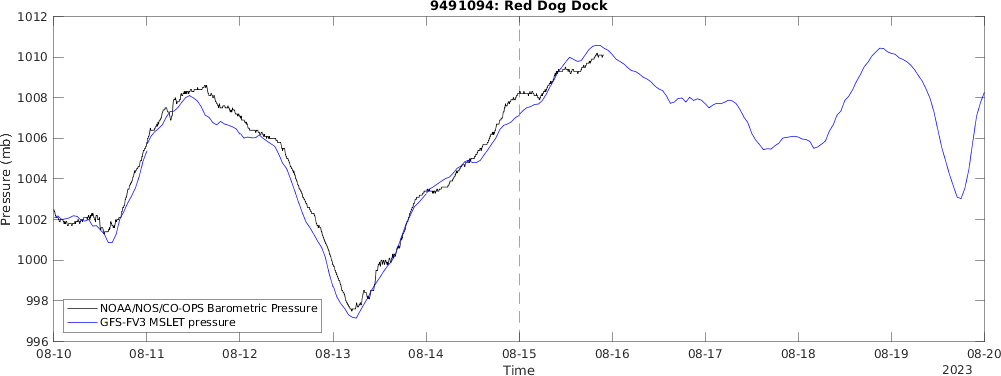 9491094: Red Dog Dock
1012
1010
1008
1006
1004
1002
1000
998
996
Pressure (mb)
NOAA/NOS/CO-OPS Barometric Pressure
GFS-FV3 MSLET pressure
08-10 08-11 08-12 08-13 08-14 08-15 08-16 08-17 08-18 08-19 08-20
Time
2023